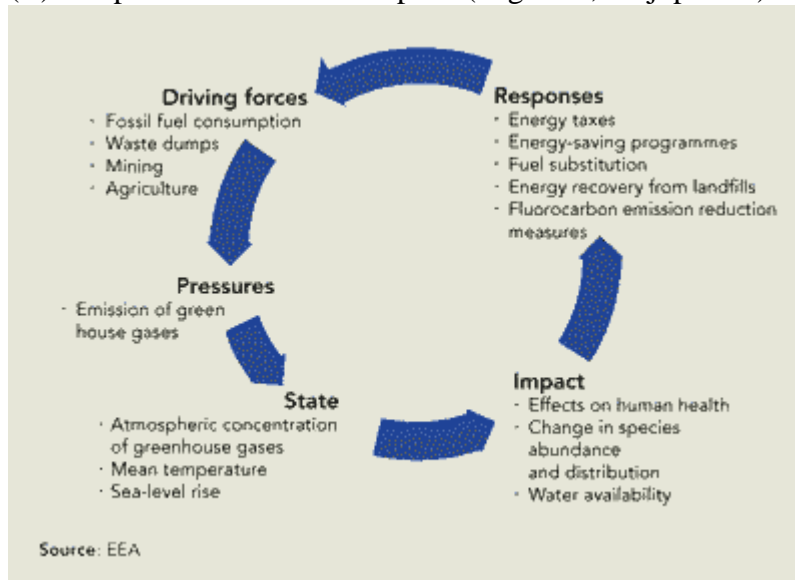 Driving forces
· Fossil fuel consumption
· Waste dumps
· Mining
· Agriculture
Pressures
· Emission of green
house gases
State
· Atmospheric concentration
of greenhouse gases
· Mean temperature
· Sea-level rise
Impact
· Effects on human health
· Change in species
abundance
and distribution
· Water availability
Responses
· Energy taxes
· Energy-saving programmes
· Fuel substitution
· Energy recovery from landfills
· Fluorocarbon emission reduction
measures
Source: EEA